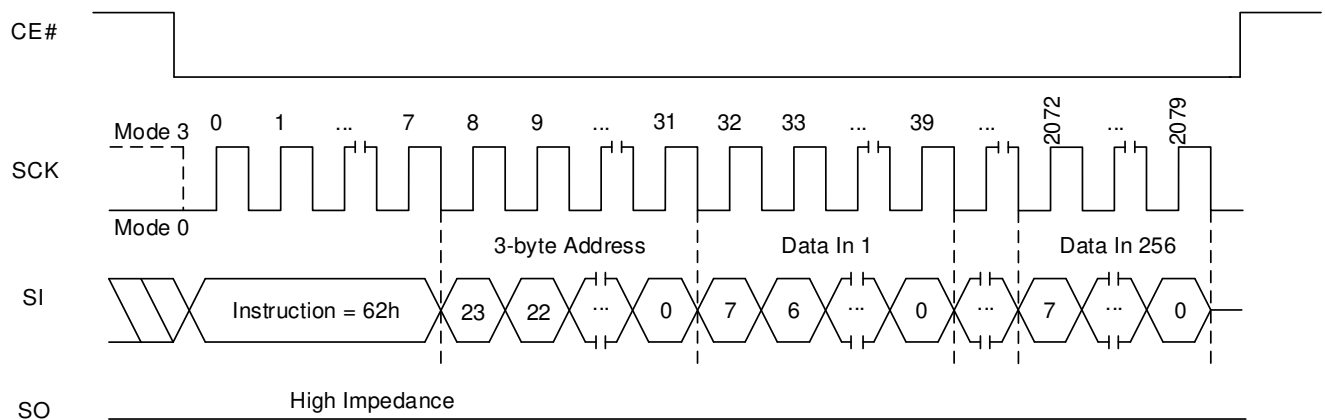 CE#
Mode 3 0 1 ... 7 8 9 ... 31 32 33 ... 39 ... 2072 ... 2079
SCK
Mode 0
3-byte Address Data In 1 Data In 256
SI Instruction = 62h 23 22 ... 0 7 6 ... 0 ... 7 ... 0
High Impedance
SO